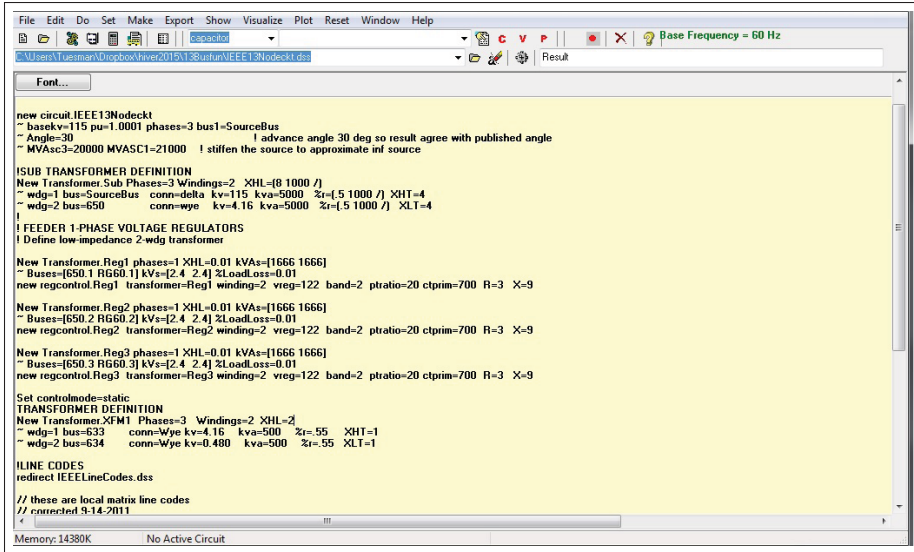 File Edit Do Set Make Export Show Visualize Plot Reset Window Help
capacitor C V P Base Frequency = 60 Hz
C:\Users\Tuesman\Dropbox\hiver2015\13Busfun\IEEE13Nodeckt.dss Result
Font...
new circuit.IEEE13Nodeckt
~ basekv=115 pu=1.0001 phases=3 bus1=SourceBus
~ Angle=30 ! advance angle 30 deg so result agree with published angle
~ MVAsc3=20000 MVASC1=21000 ! stiffen the source to approximate inf source
!SUB TRANSFORMER DEFINITION
New Transformer.Sub Phases=3 Windings=2 XHL=(8 1000 /)
~ wdg=1 bus=SourceBus conn=delta kv=115 kva=5000 %r=(.5 1000 /) XHT=4
~ wdg=2 bus=650 conn=wye kv=4.16 kva=5000 %r=(.5 1000 /) XLT=4
!
! FEEDER 1-PHASE VOLTAGE REGULATORS
! Define low-impedance 2-wdg transformer
New Transformer.Reg1 phases=1 XHL=0.01 kVAs=[1666 1666]
~ Buses=[650.1 RG60.1] kVs=[2.4 2.4] %LoadLoss=0.01
new regcontrol.Reg1 transformer=Reg1 winding=2 vreg=122 band=2 ptratio=20 ctprim=700 R=3 X=9
New Transformer.Reg2 phases=1 XHL=0.01 kVAs=[1666 1666]
~ Buses=[650.2 RG60.2] kVs=[2.4 2.4] %LoadLoss=0.01
new regcontrol.Reg2 transformer=Reg2 winding=2 vreg=122 band=2 ptratio=20 ctprim=700 R=3 X=9
New Transformer.Reg3 phases=1 XHL=0.01 kVAs=[1666 1666]
~ Buses=[650.3 RG60.3] kVs=[2.4 2.4] %LoadLoss=0.01
new regcontrol.Reg3 transformer=Reg3 winding=2 vreg=122 band=2 ptratio=20 ctprim=700 R=3 X=9
Set controlmode=static
TRANSFORMER DEFINITION
New Transformer.XFM1 Phases=3 Windings=2 XHL=2
~ wdg=1 bus=633 conn=Wye kv=4.16 kva=500 %r=.55 XHT=1
~ wdg=2 bus=634 conn=Wye kv=0.480 kva=500 %r=.55 XLT=1
!LINE CODES
redirect IEEELineCodes.dss
// these are local matrix line codes
// corrected 9-14-2011
Memory: 14380K No Active Circuit